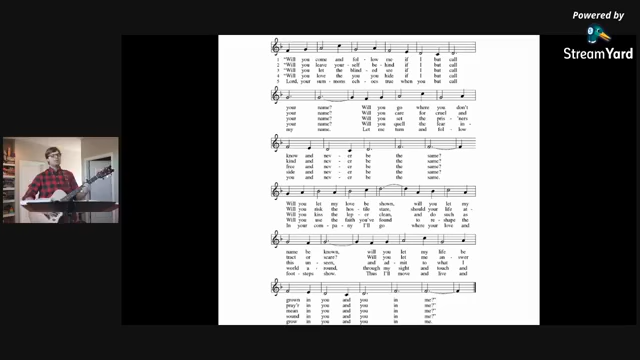 Powered by
StreamYard
1 "Will you come and fol - low me if I but call
2 "Will you leave your - self be - hind if I but call
3 "Will you let the blind - ed see if I but call
4 "Will you love the you you hide if I but call
5 Lord, your sum - mons ech - oes true when you but call
your name? Will you go where you don't
your name? Will you care for cruel and
your name? Will you set the pris - 'ners
your name? Will you quell the fear in -
my name. Let me turn and fol - low
know and nev - er be the same?
kind and nev - er be the same?
free and nev - er be the same?
side and nev - er be the same?
you and nev - er be the same.
Will you let my love be shown, will you let my
Will you risk the hos - tile stare, should your life at -
Will you kiss the lep - er clean, and do such as
Will you use the faith you've found to re - shape the
In your com - pa - ny I'll go where your love and
name be known, will you let my life be
tract or scare? Will you let me an - swer
this un - seen, and ad - mit to what I
world a - round, through my sight and touch and
foot - steps show. Thus I'll move and live and
grown in you and you in me?"
pray'r in you and you in me?"
mean in you and you in me?"
sound in you and you in me?"
grow in you and you in me.